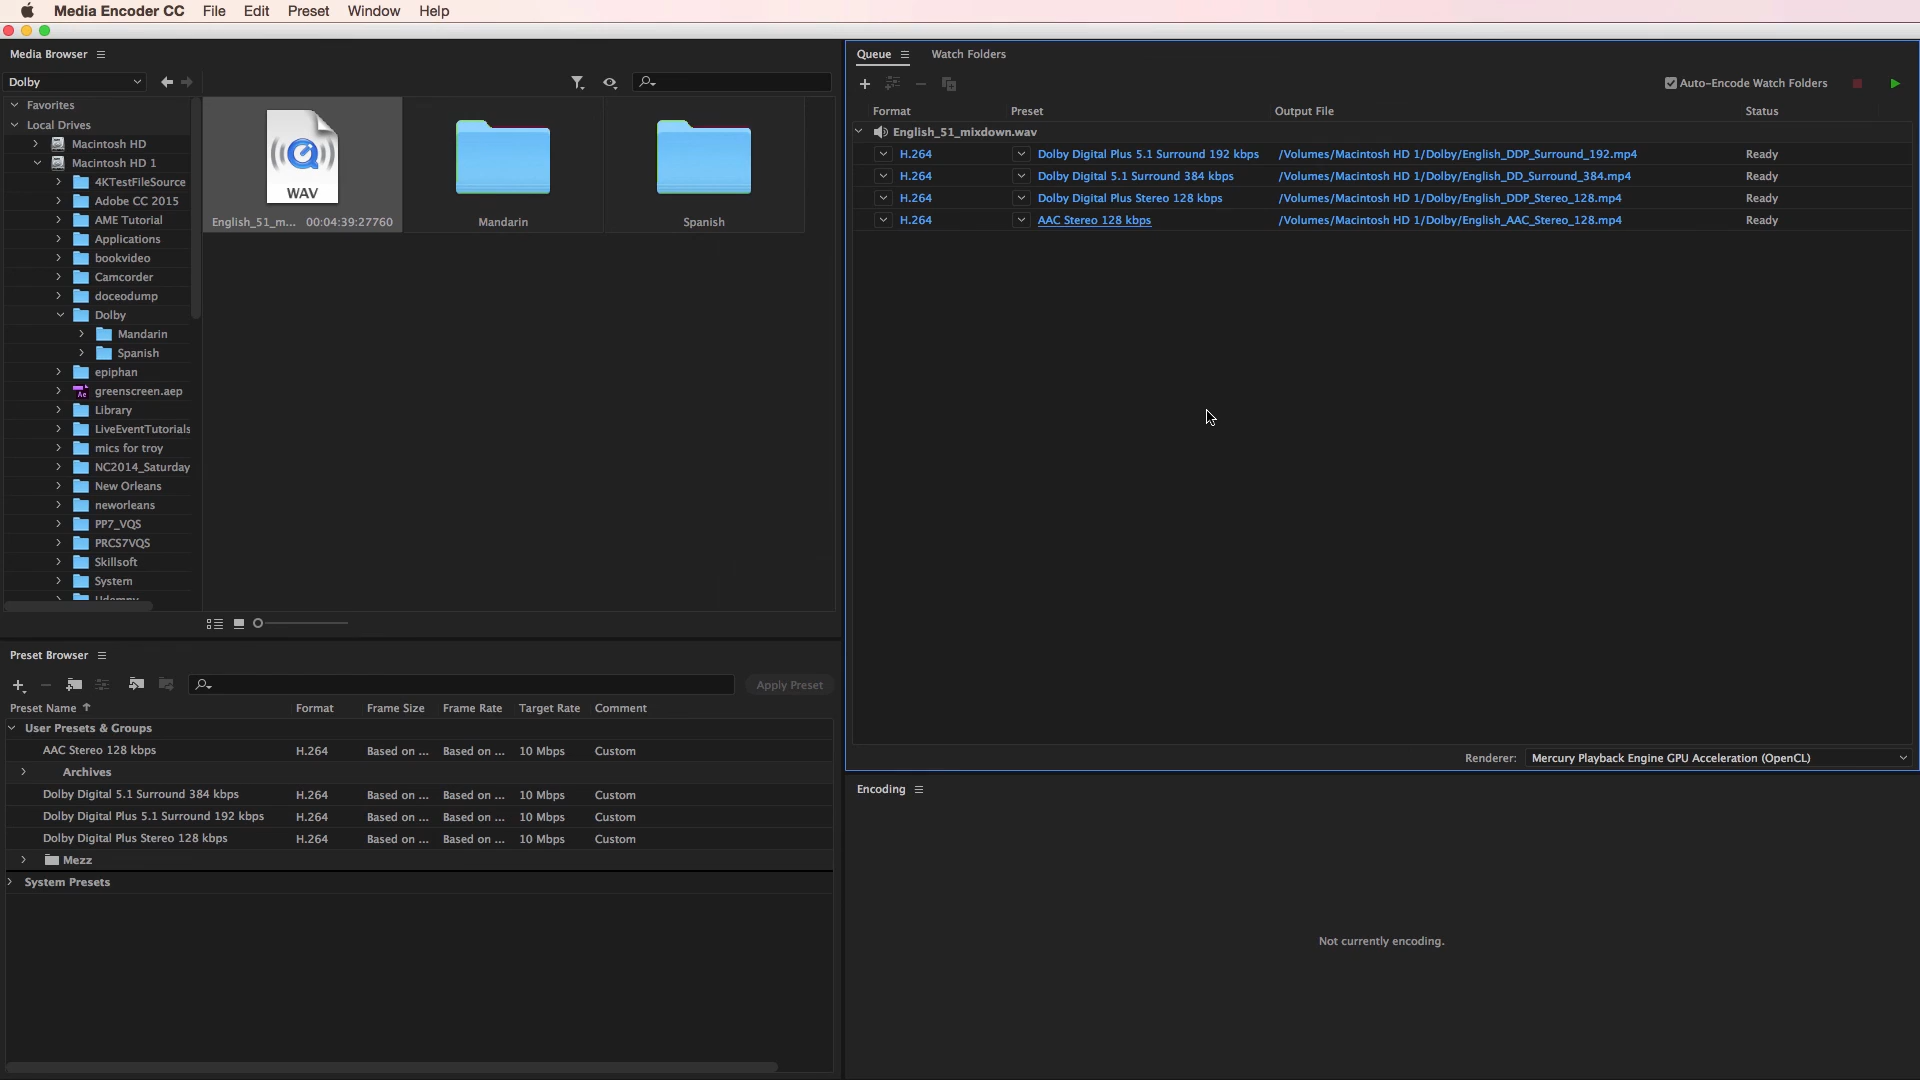 Media Encoder CC File Edit Preset Window Help
Media Browser
Dolby
Favorites
Local Drives
Macintosh HD
Macintosh HD 1
4KTestFileSource
Adobe CC 2015
AME Tutorial
Applications
bookvideo
Camcorder
doceodump
Dolby
Mandarin
Spanish
epiphan
greenscreen.aep
Library
LiveEventTutorials
mics for troy
NC2014_Saturday
New Orleans
neworleans
PP7_VQS
PRCS7VQS
Skillsoft
System
WAV
English_51_m... 00:04:39:27760
Mandarin
Spanish
Preset Browser
Apply Preset
Preset Name Format Frame Size Frame Rate Target Rate Comment
User Presets & Groups
AAC Stereo 128 kbps H.264 Based on ... Based on ... 10 Mbps Custom
Archives
Dolby Digital 5.1 Surround 384 kbps H.264 Based on ... Based on ... 10 Mbps Custom
Dolby Digital Plus 5.1 Surround 192 kbps H.264 Based on ... Based on ... 10 Mbps Custom
Dolby Digital Plus Stereo 128 kbps H.264 Based on ... Based on ... 10 Mbps Custom
Mezz
System Presets
Queue Watch Folders
Auto-Encode Watch Folders
Format Preset Output File Status
English_51_mixdown.wav
H.264 Dolby Digital Plus 5.1 Surround 192 kbps /Volumes/Macintosh HD 1/Dolby/English_DDP_Surround_192.mp4 Ready
H.264 Dolby Digital 5.1 Surround 384 kbps /Volumes/Macintosh HD 1/Dolby/English_DD_Surround_384.mp4 Ready
H.264 Dolby Digital Plus Stereo 128 kbps /Volumes/Macintosh HD 1/Dolby/English_DDP_Stereo_128.mp4 Ready
H.264 AAC Stereo 128 kbps /Volumes/Macintosh HD 1/Dolby/English_AAC_Stereo_128.mp4 Ready
Renderer: Mercury Playback Engine GPU Acceleration (OpenCL)
Encoding
Not currently encoding.